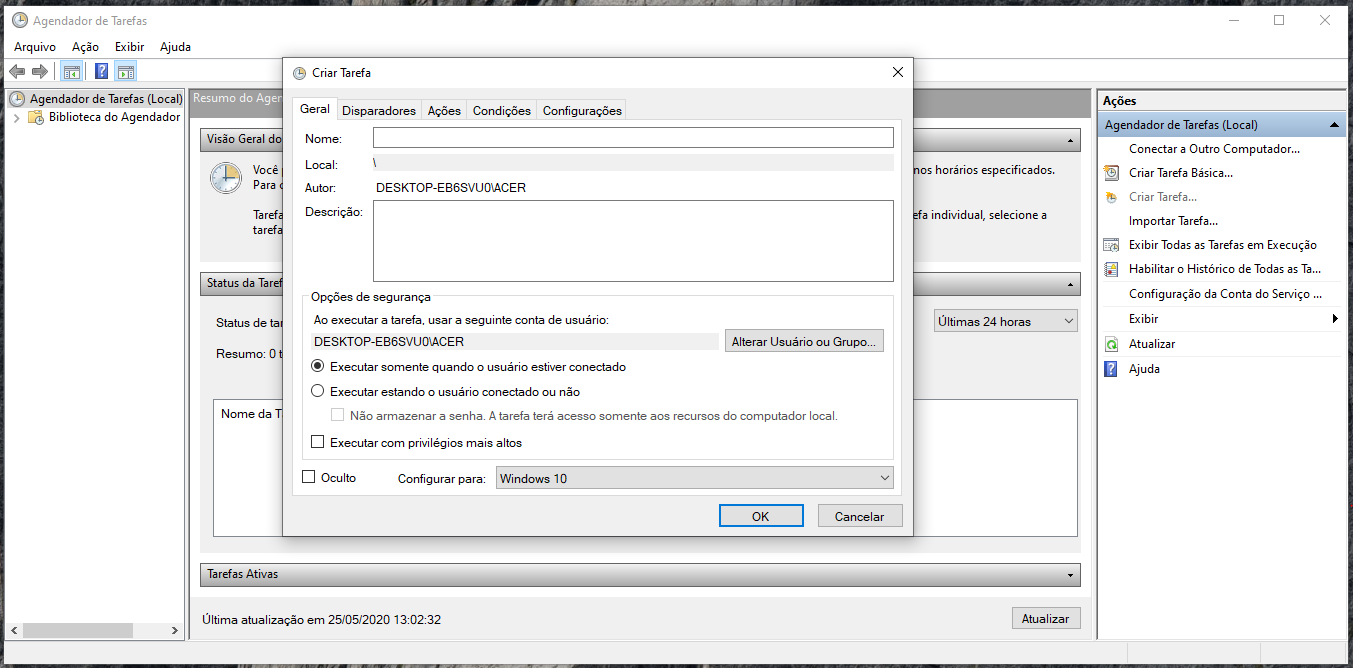 Agendador de Tarefas
Arquivo Ação Exibir Ajuda
Agendador de Tarefas (Local)
Biblioteca do Agendador
Resumo do Agen
Visão Geral do
Você
Para
nos horários especificados.
Tarefa
efa individual, selecione a
tarefa
Status da Taref
Status de tar
Últimas 24 horas
Resumo: 0 t
Nome da T
Tarefas Ativas
Última atualização em 25/05/2020 13:02:32
Atualizar
Criar Tarefa
Geral Disparadores Ações Condições Configurações
Nome:
Local: \
Autor: DESKTOP-EB6SVU0\ACER
Descrição:
Opções de segurança
Ao executar a tarefa, usar a seguinte conta de usuário:
DESKTOP-EB6SVU0\ACER
Alterar Usuário ou Grupo...
Executar somente quando o usuário estiver conectado
Executar estando o usuário conectado ou não
Não armazenar a senha. A tarefa terá acesso somente aos recursos do computador local.
Executar com privilégios mais altos
Oculto Configurar para: Windows 10
OK Cancelar
Ações
Agendador de Tarefas (Local)
Conectar a Outro Computador...
Criar Tarefa Básica...
Criar Tarefa...
Importar Tarefa...
Exibir Todas as Tarefas em Execução
Habilitar o Histórico de Todas as Ta...
Configuração da Conta do Serviço ...
Exibir
Atualizar
Ajuda